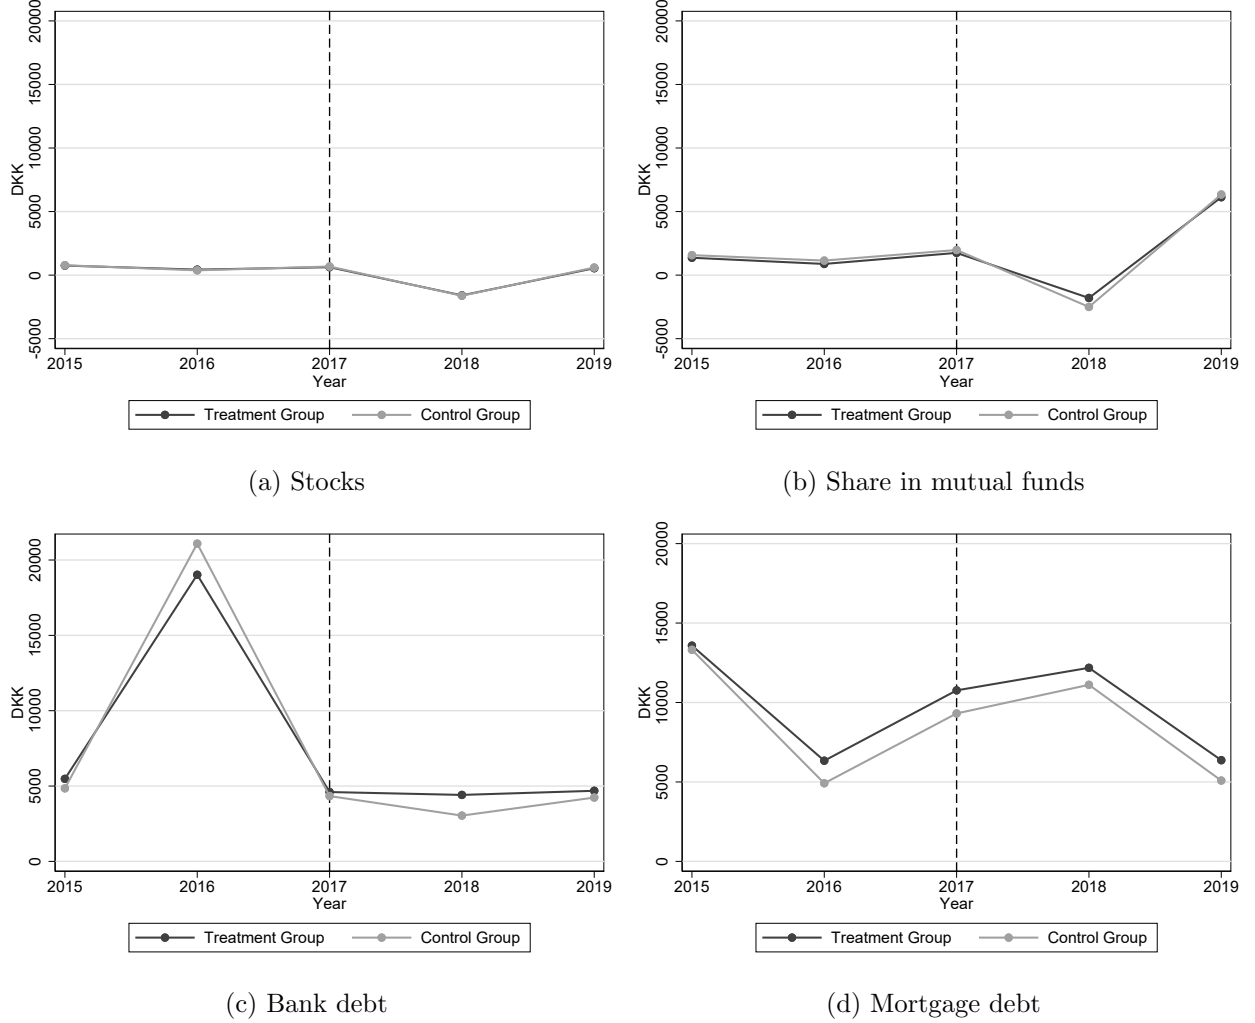 20000
15000
10000
5000
0
-5000
DKK
2015 2016 2017 2018 2019
Year
Treatment Group Control Group
(a) Stocks
20000
15000
10000
5000
0
-5000
DKK
2015 2016 2017 2018 2019
Year
Treatment Group Control Group
(b) Share in mutual funds
20000
15000
10000
5000
0
DKK
2015 2016 2017 2018 2019
Year
Treatment Group Control Group
(c) Bank debt
20000
15000
10000
5000
0
DKK
2015 2016 2017 2018 2019
Year
Treatment Group Control Group
(d) Mortgage debt